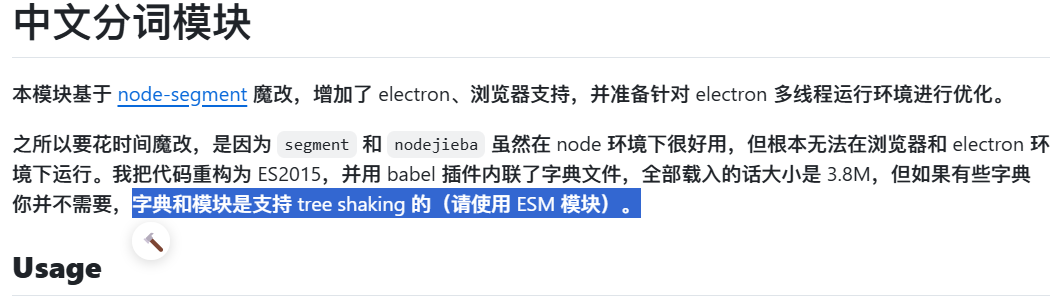 中文分词模块
本模块基于 node-segment 魔改，增加了 electron、浏览器支持，并准备针对 electron 多线程运行环境进行优化。
之所以要花时间魔改，是因为 segment 和 nodejieba 虽然在 node 环境下很好用，但根本无法在浏览器和 electron 环
境下运行。我把代码重构为 ES2015，并用 babel 插件内联了字典文件，全部载入的话大小是 3.8M，但如果有些字典
你并不需要，字典和模块是支持 tree shaking 的（请使用 ESM 模块）。
Usage